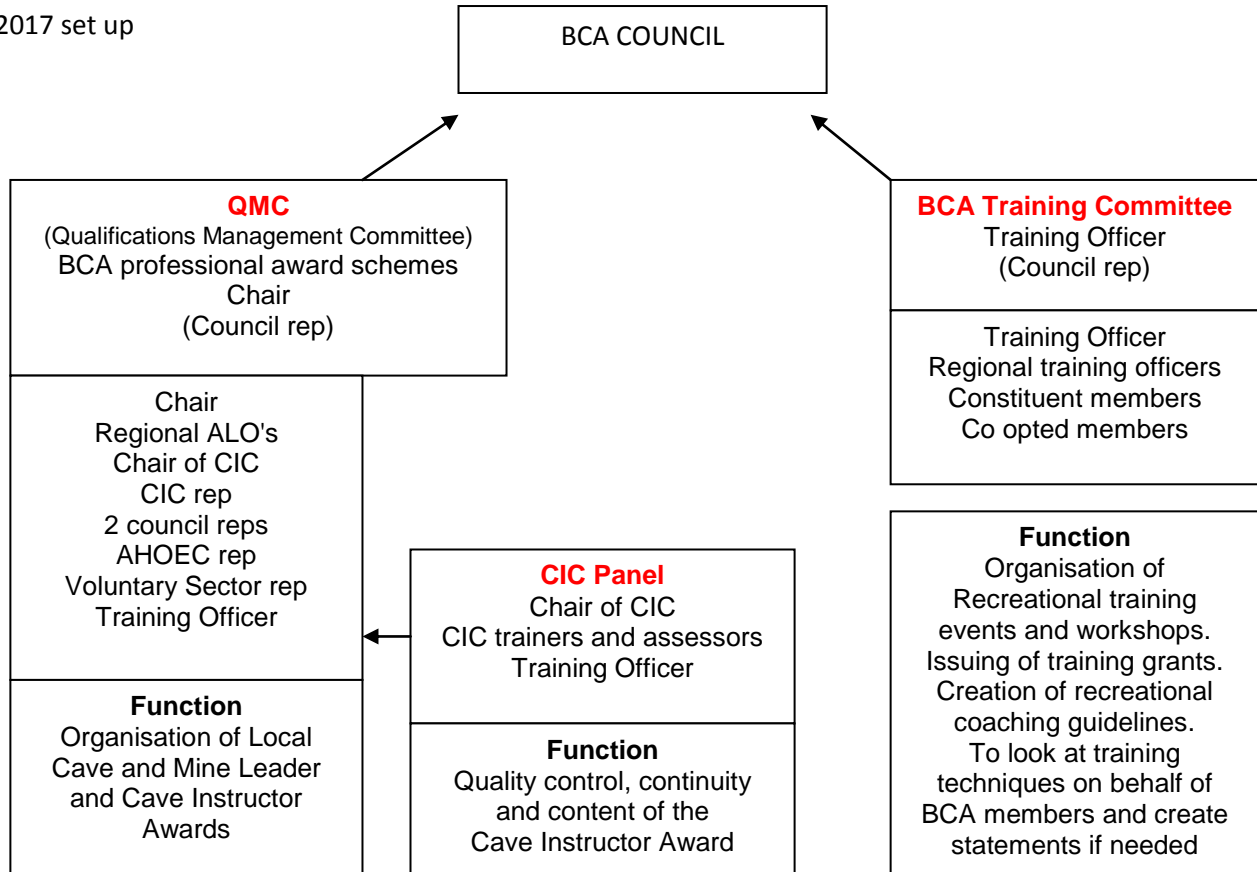 2017 set up
BCA COUNCIL
QMC
(Qualifications Management Committee)
BCA professional award schemes
Chair
(Council rep)
Chair
Regional ALO's
Chair of CIC
CIC rep
2 council reps
AHOEC rep
Voluntary Sector rep
Training Officer
Function
Organisation of Local
Cave and Mine Leader
and Cave Instructor
Awards
CIC Panel
Chair of CIC
CIC trainers and assessors
Training Officer
Function
Quality control, continuity
and content of the
Cave Instructor Award
BCA Training Committee
Training Officer
(Council rep)
Training Officer
Regional training officers
Constituent members
Co opted members
Function
Organisation of
Recreational training
events and workshops.
Issuing of training grants.
Creation of recreational
coaching guidelines.
To look at training
techniques on behalf of
BCA members and create
statements if needed